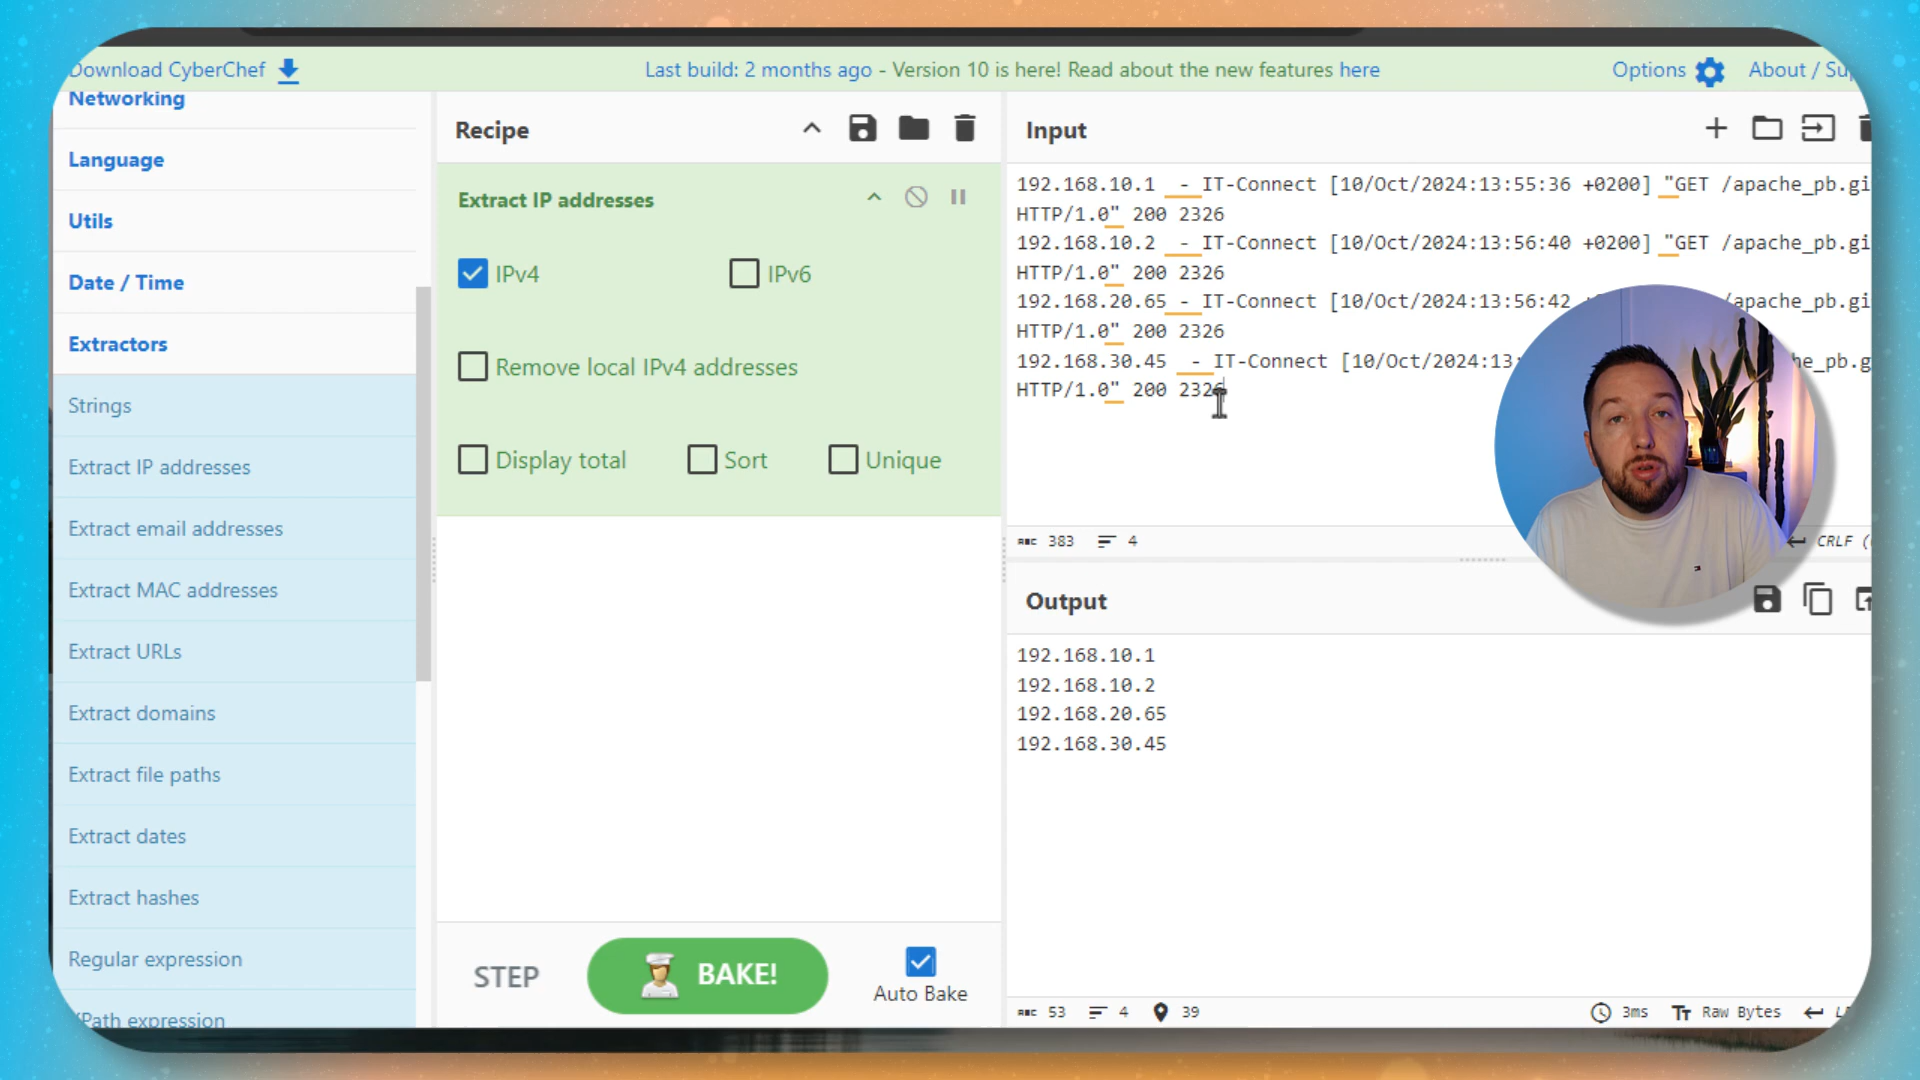 Download CyberChef
Last build: 2 months ago - Version 10 is here! Read about the new features here
Options
About /
Networking
Language
Utils
Date / Time
Extractors
Strings
Extract IP addresses
Extract email addresses
Extract MAC addresses
Extract URLs
Extract domains
Extract file paths
Extract dates
Extract hashes
Regular expression
Path expression
Recipe
Extract IP addresses
IPv4
IPv6
Remove local IPv4 addresses
Display total
Sort
Unique
STEP
BAKE!
Auto Bake
Input
192.168.10.1 - IT-Connect [10/Oct/2024:13:55:36 +0200] "GET /apache_pb.gi
HTTP/1.0" 200 2326
192.168.10.2 - IT-Connect [10/Oct/2024:13:56:40 +0200] "GET /apache_pb.gi
HTTP/1.0" 200 2326
192.168.20.65 - IT-Connect [10/Oct/2024:13:56:42 /apache_pb.gi
HTTP/1.0" 200 2326
192.168.30.45 - IT-Connect [10/Oct/2024:13: he_pb.g
HTTP/1.0" 200 2326
ABC 383 4
CRLF
Output
192.168.10.1
192.168.10.2
192.168.20.65
192.168.30.45
ABC 53 4 39
3ms Tт Raw Bytes